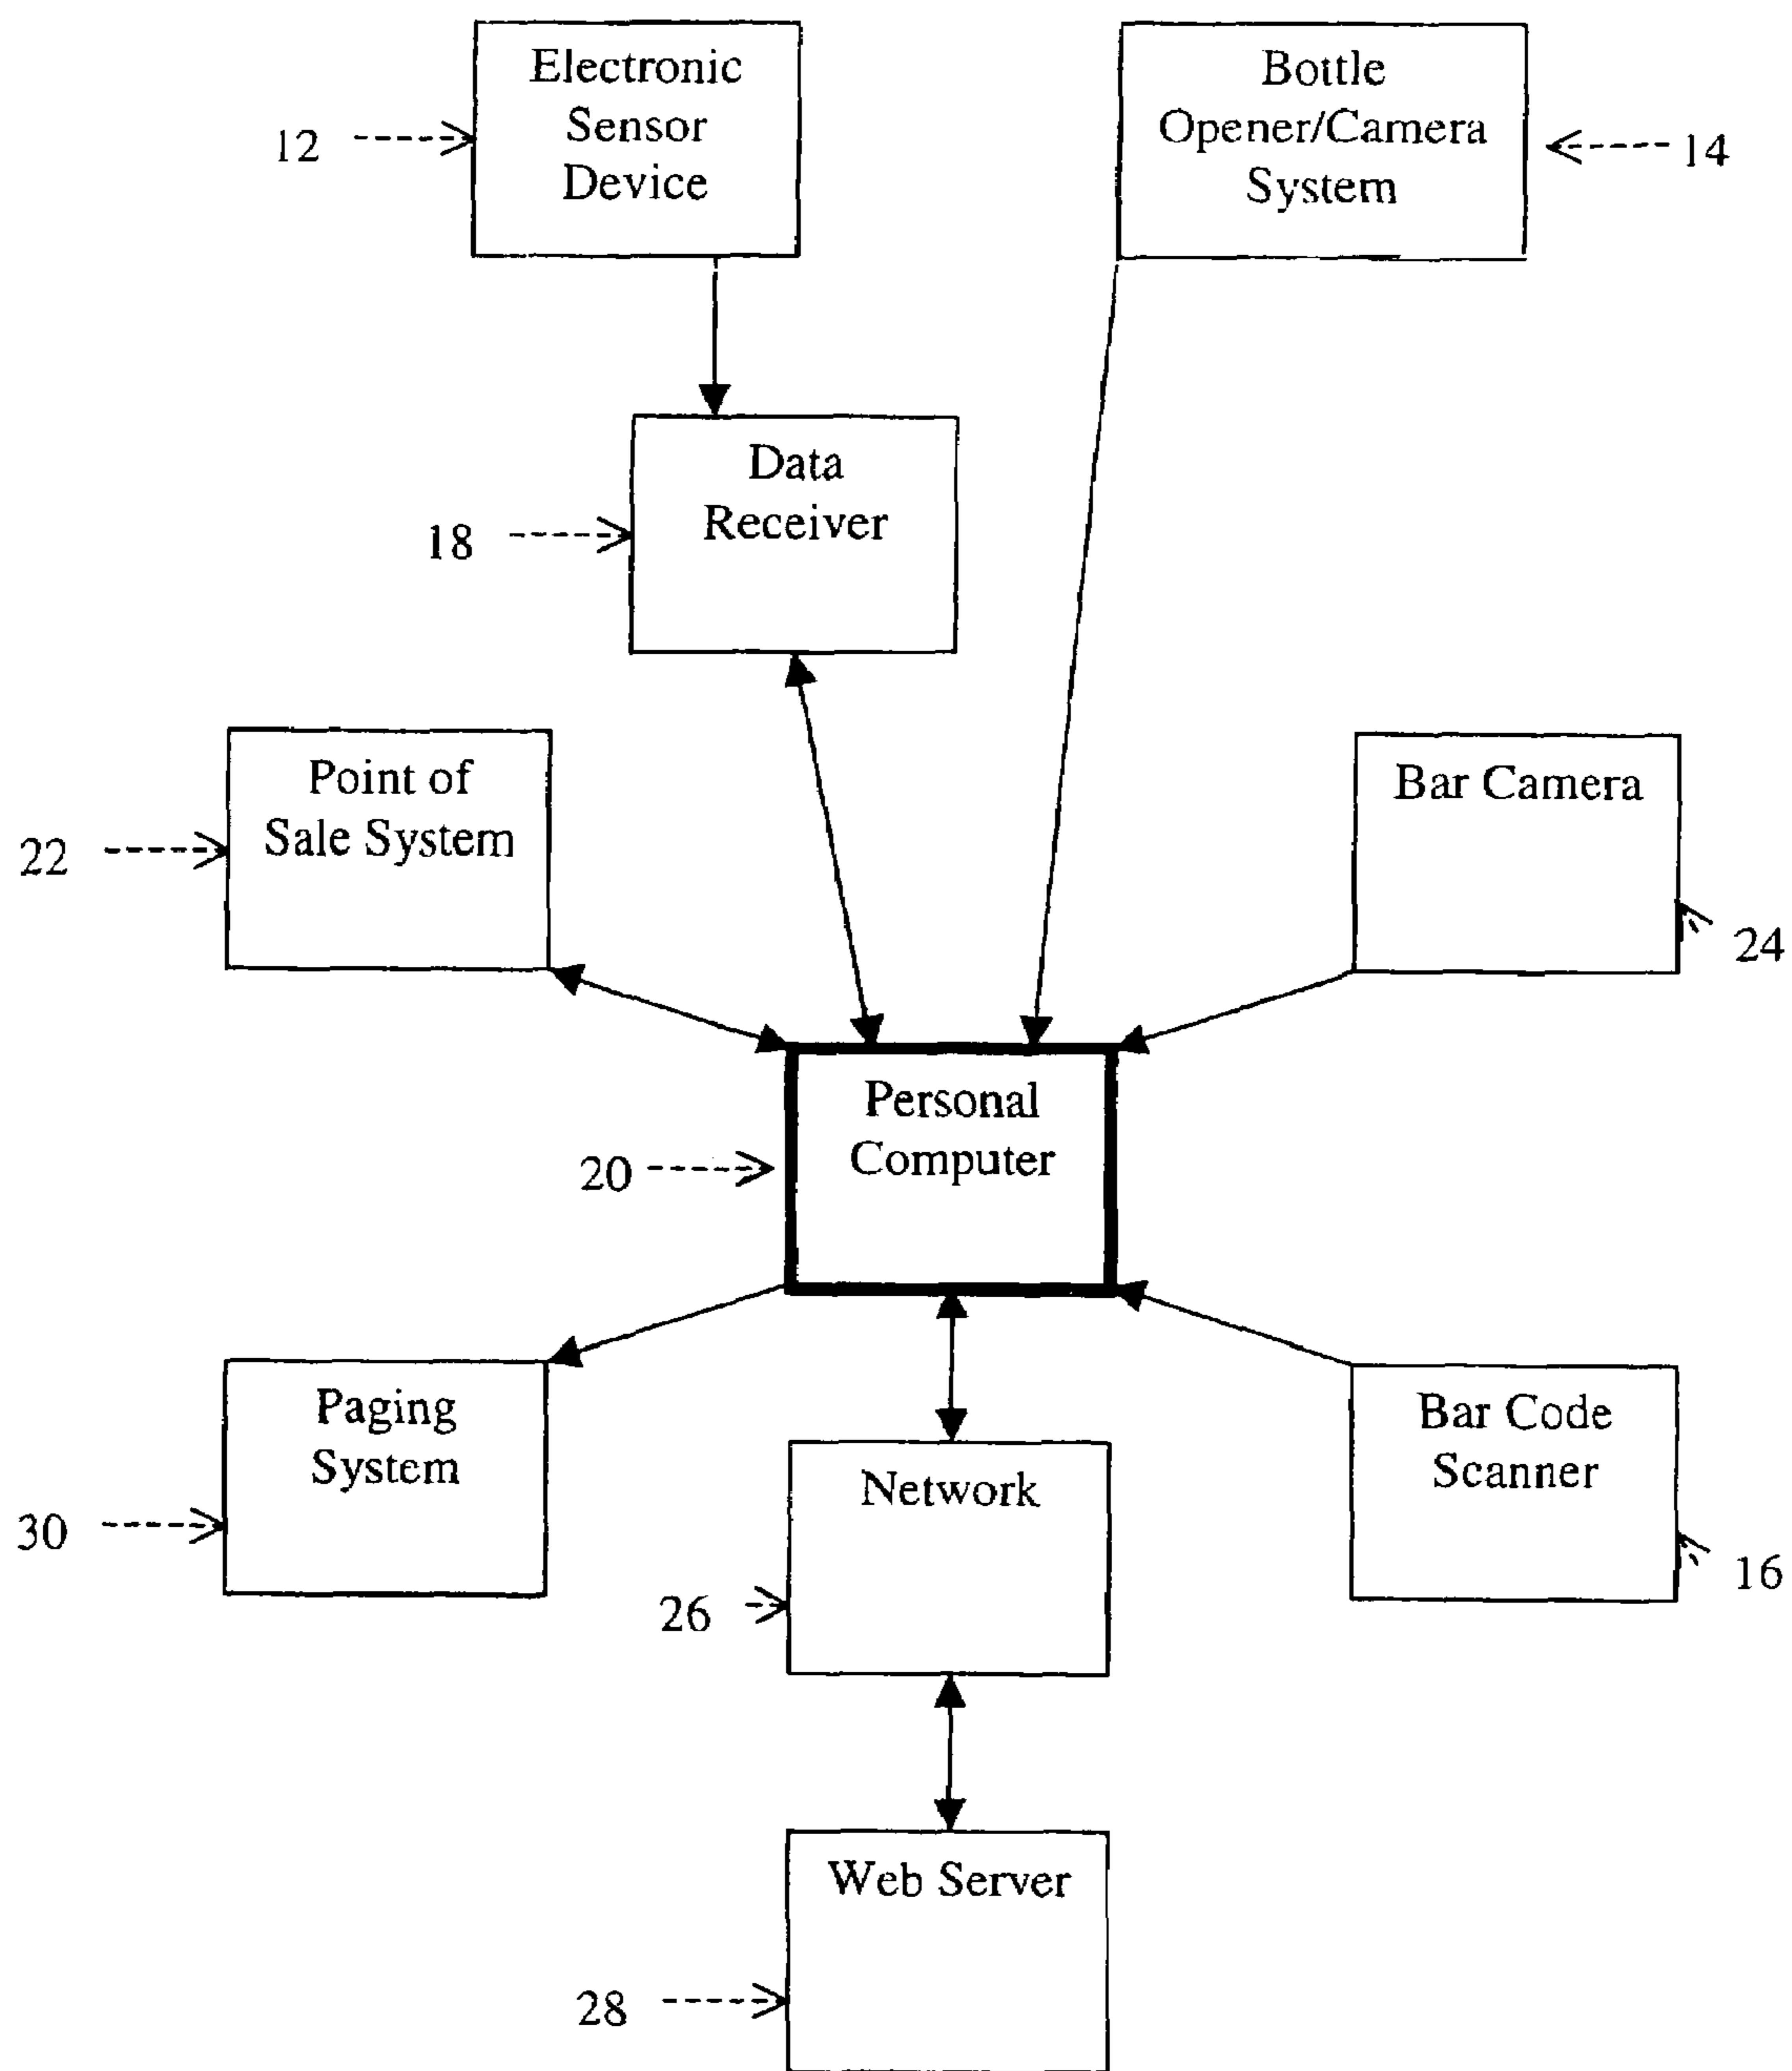 Electronic
Sensor
Device
12
Bottle
Opener/Camera
System
14
Data
Receiver
18
Point of
Sale System
22
Bar Camera
24
Personal
Computer
20
Paging
System
30
Network
26
Bar Code
Scanner
16
Web Server
28